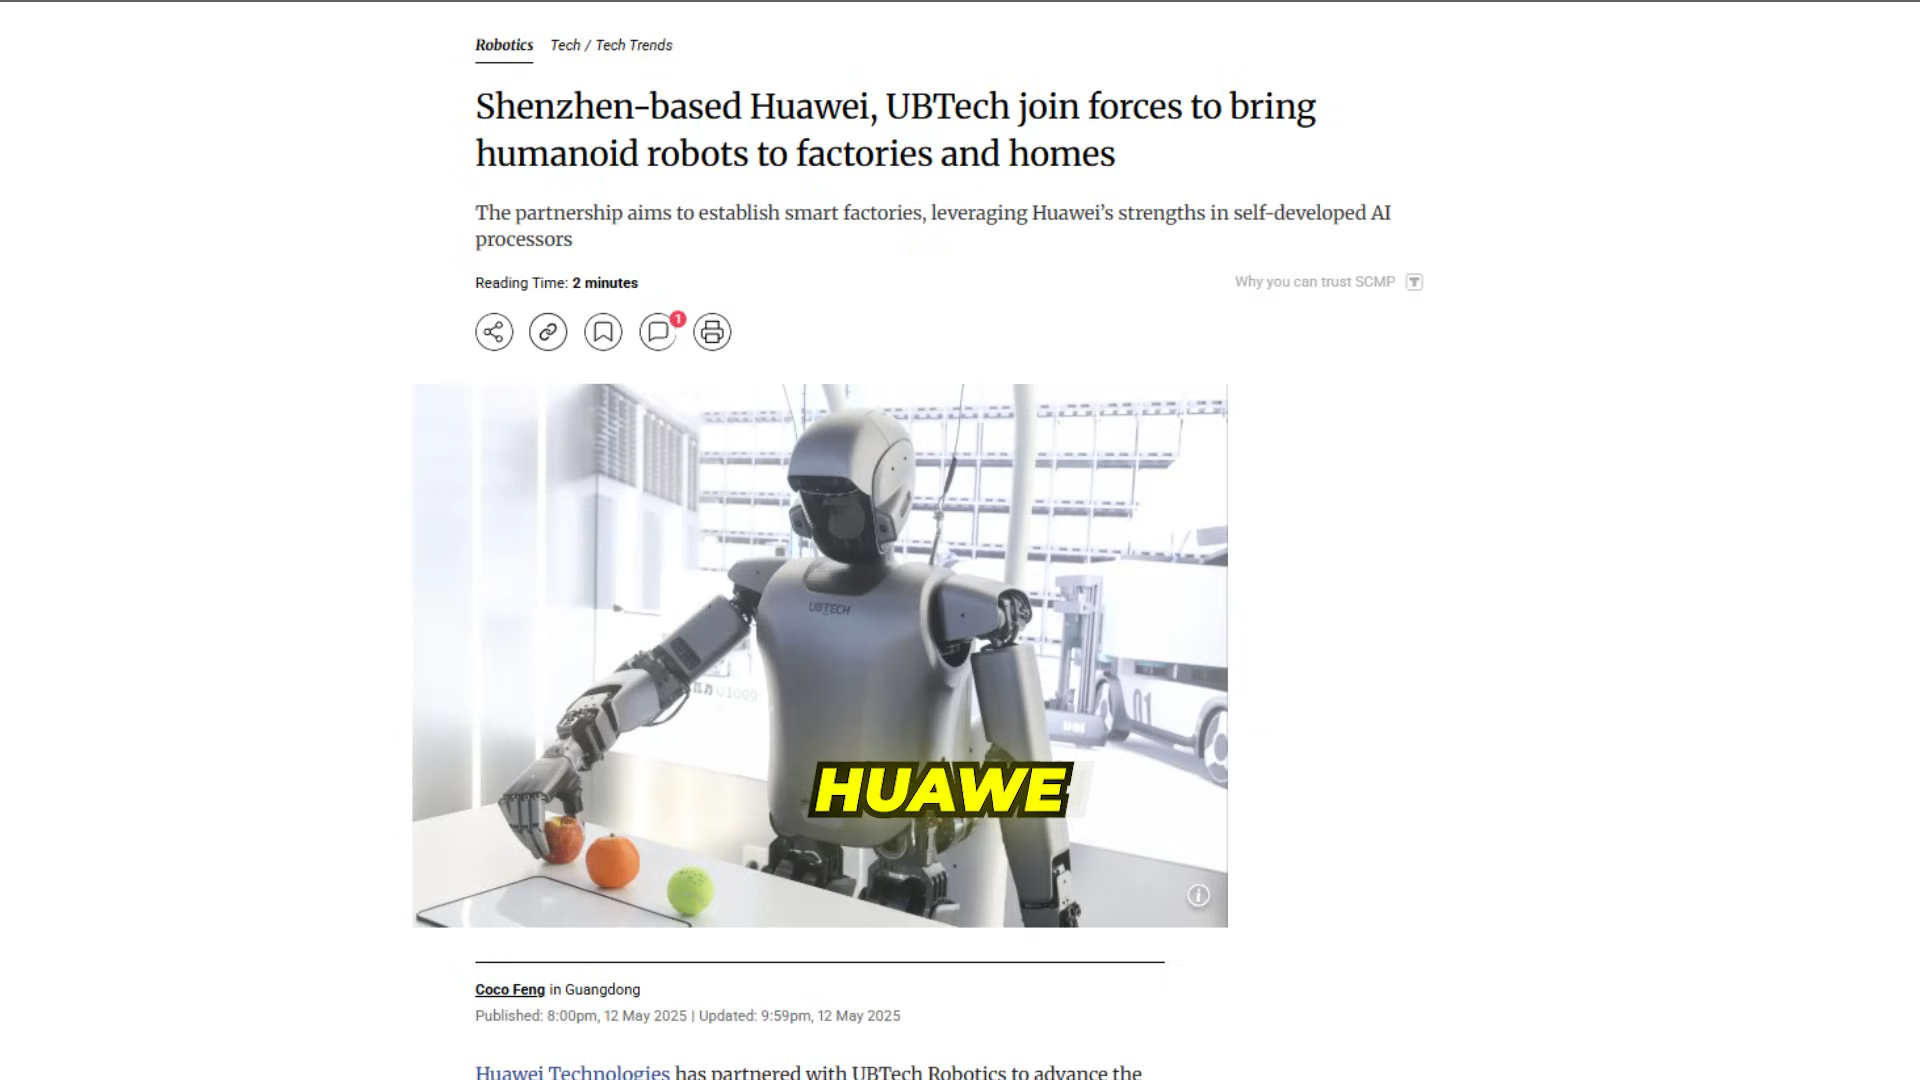 Robotics Tech / Tech Trends
Shenzhen-based Huawei, UBTech join forces to bring
humanoid robots to factories and homes
The partnership aims to establish smart factories, leveraging Huawei’s strengths in self-developed AI
processors
Reading Time: 2 minutes
Why you can trust SCMP T
1
UBTECH
U1000
01
HUAWE
Coco Feng in Guangdong
Published: 8:00pm, 12 May 2025 | Updated: 9:59pm, 12 May 2025
Huawei Technologies has partnered with UBTech Robotics to advance the